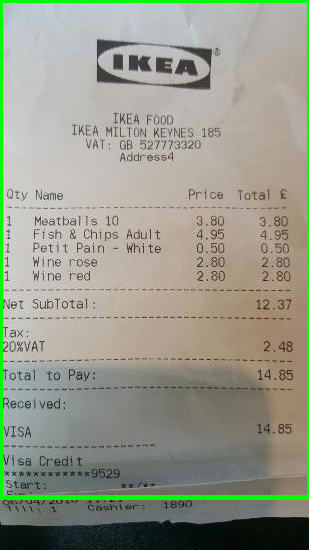 IKEA®
IKEA FOOD
IKEA MILTON KEYNES 185
VAT: GB 527773320
Address4
Qty Name Price Total £
1 Meatballs 10 3.80 3.80
1 Fish & Chips Adult 4.95 4.95
1 Petit Pain - White 0.50 0.50
1 Wine rose 2.80 2.80
1 Wine red 2.80 2.80
Net SubTotal: 12.37
Tax:
20%VAT 2.48
Total to Pay: 14.85
Received:
VISA 14.85
Visa Credit
************9529
Start: **/**
Till: 1 Cashier: 1890